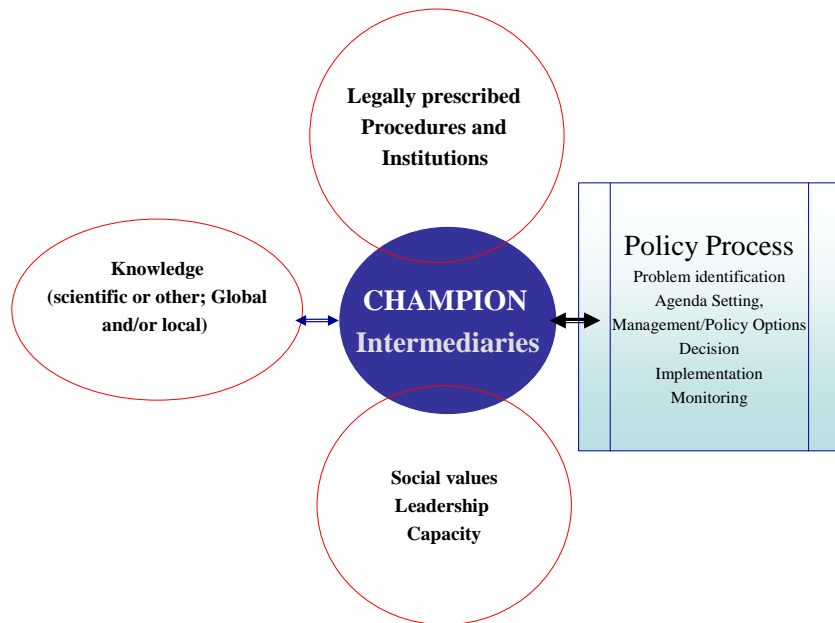 Legally prescribed
Procedures and
Institutions
Knowledge
(scientific or other; Global
and/or local)
CHAMPION
Intermediaries
Policy Process
Problem identification
Agenda Setting,
Management/Policy Options
Decision
Implementation
Monitoring
Social values
Leadership
Capacity